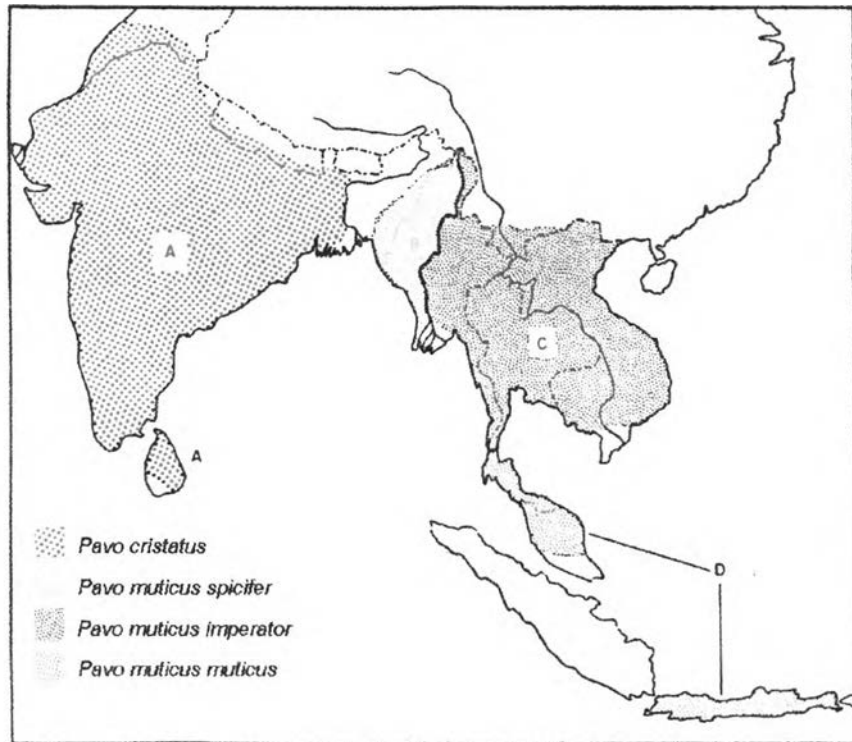 A
B
C
A
D
Pavo cristatus
Pavo muticus spicifer
Pavo muticus imperator
Pavo muticus muticus